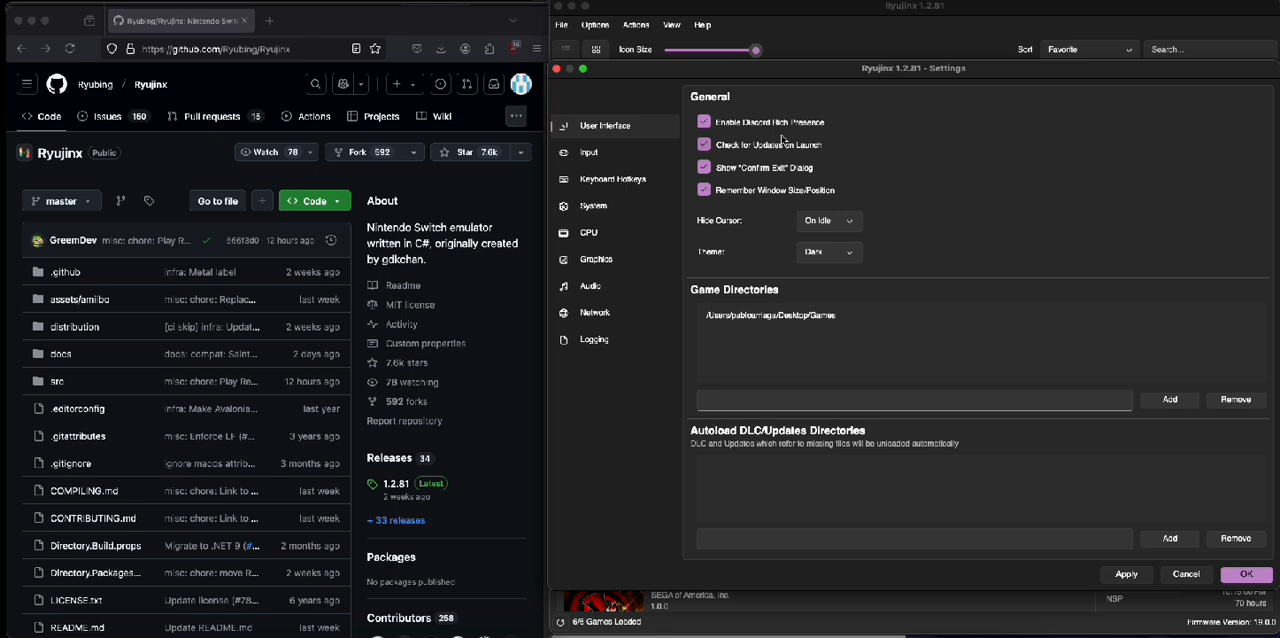 Ryubing/Ryujinx: Nintendo Swit
https://github.com/Ryubing/Ryujinx
Ryubing / Ryujinx
Code
Issues 150
Pull requests 15
Actions
Projects
Wiki
Ryujinx Public
Watch 78
Fork 592
Star 7.6k
master
Go to file
Code
GreemDev misc: chore: Play R... 56613d0 · 12 hours ago
.github infra: Metal label 2 weeks ago
assets/amiibo misc: chore: Replac... last week
distribution [ci skip] infra: Updat... 2 weeks ago
docs docs: compat: Saint... 2 days ago
src misc: chore: Play Re... 12 hours ago
.editorconfig infra: Make Avalonia... last year
.gitattributes misc: Enforce LF (#... 3 years ago
.gitignore ignore macos attrib... 3 months ago
COMPILING.md misc: chore: Link to ... last week
CONTRIBUTING.md misc: chore: Link to ... last week
Directory.Build.props Migrate to .NET 9 (#... 2 months ago
Directory.Packages... misc: chore: move R... 2 weeks ago
LICENSE.txt Update license (#78... 6 years ago
README.md Update README.md last week
About
Nintendo Switch emulator
written in C#, originally created
by gdkchan.
Readme
MIT license
Activity
Custom properties
7.6k stars
78 watching
592 forks
Report repository
Releases 34
1.2.81 Latest
2 weeks ago
+ 33 releases
Packages
No packages published
Contributors 258
Ryujinx 1.2.81
File Options Actions View Help
Icon Size
Sort Favorite Search...
Ryujinx 1.2.81 - Settings
User Interface
Input
Keyboard Hotkeys
System
CPU
Graphics
Audio
Network
Logging
General
Enable Discord Rich Presence
Check for Updates on Launch
Show "Confirm Exit" Dialog
Remember Window Size/Position
Hide Cursor: On Idle
Theme: Dark
Game Directories
/Users/pabloarriaga/Desktop/Games
Add Remove
Autoload DLC/Updates Directories
DLC and Updates which refer to missing files will be unloaded automatically
Add Remove
Apply Cancel OK
SEGA of America, Inc.
1.0.0
NSP
10:15:00 PM
70 hours
6/6 Games Loaded
Firmware Version: 19.0.0